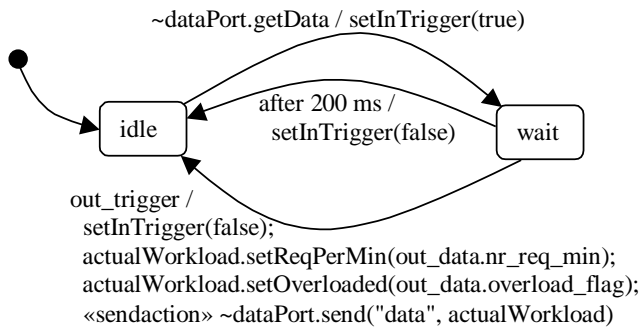 ~dataPort.getData / setInTrigger(true)
after 200 ms /
setInTrigger(false)
idle
wait
out_trigger /
setInTrigger(false);
actualWorkload.setReqPerMin(out_data.nr_req_min);
actualWorkload.setOverloaded(out_data.overload_flag);
«sendaction» ~dataPort.send("data", actualWorkload)